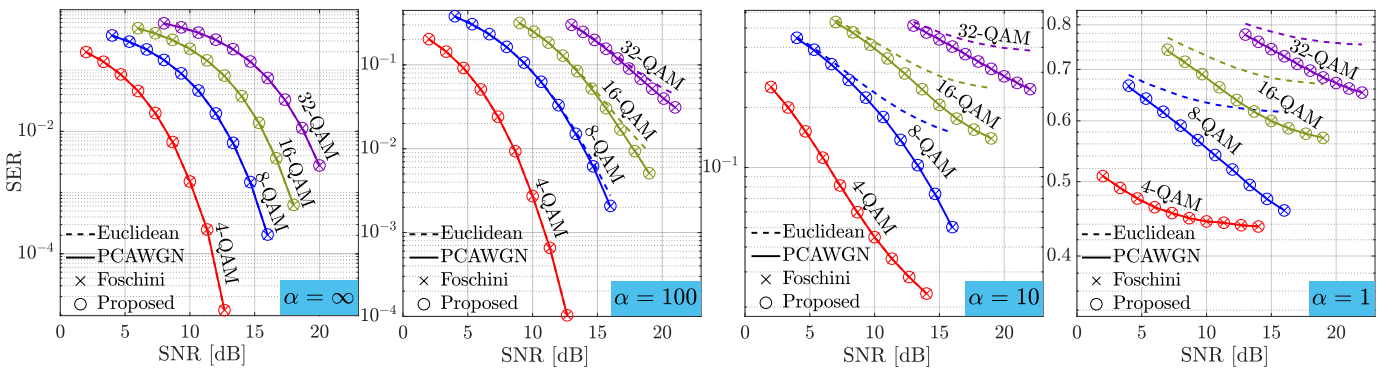 SER
10^{-2}
10^{-4}
32-QAM
16-QAM
8-QAM
4-QAM
Euclidean
PCAWGN
Foschini
Proposed
α = ∞
0 5 10 15 20
SNR [dB]
10^{-1}
10^{-2}
10^{-3}
10^{-4}
32-QAM
16-QAM
8-QAM
4-QAM
Euclidean
PCAWGN
Foschini
Proposed
α = 100
0 5 10 15 20
SNR [dB]
10^{-1}
32-QAM
16-QAM
8-QAM
4-QAM
Euclidean
PCAWGN
Foschini
Proposed
α = 10
0 5 10 15 20
SNR [dB]
0.8
0.7
0.6
0.5
0.4
32-QAM
16-QAM
8-QAM
4-QAM
Euclidean
PCAWGN
Foschini
Proposed
α = 1
0 5 10 15 20
SNR [dB]